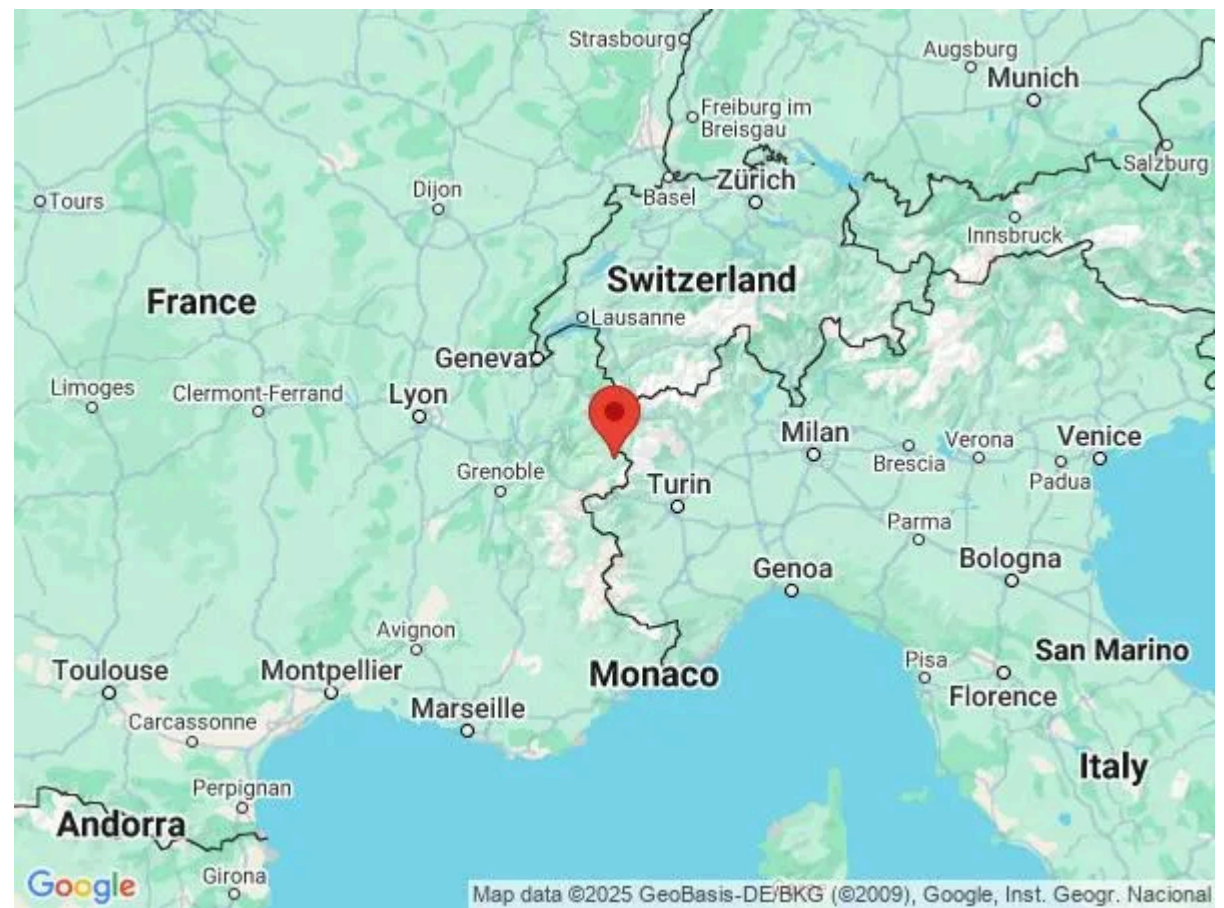 Strasbourg
Augsburg
Munich
Freiburg im
Breisgau
Salzburg
Zürich
Basel
Dijon
Tours
Innsbruck
Switzerland
France
Lausanne
Geneva
Limoges
Clermont-Ferrand
Lyon
Milan
Verona
Venice
Brescia
Padua
Grenoble
Turin
Parma
Bologna
Genoa
Avignon
San Marino
Pisa
Toulouse
Montpellier
Monaco
Florence
Marseille
Carcassonne
Italy
Perpignan
Andorra
Girona
Google
Map data ©2025 GeoBasis-DE/BKG (©2009), Google, Inst. Geogr. Nacional